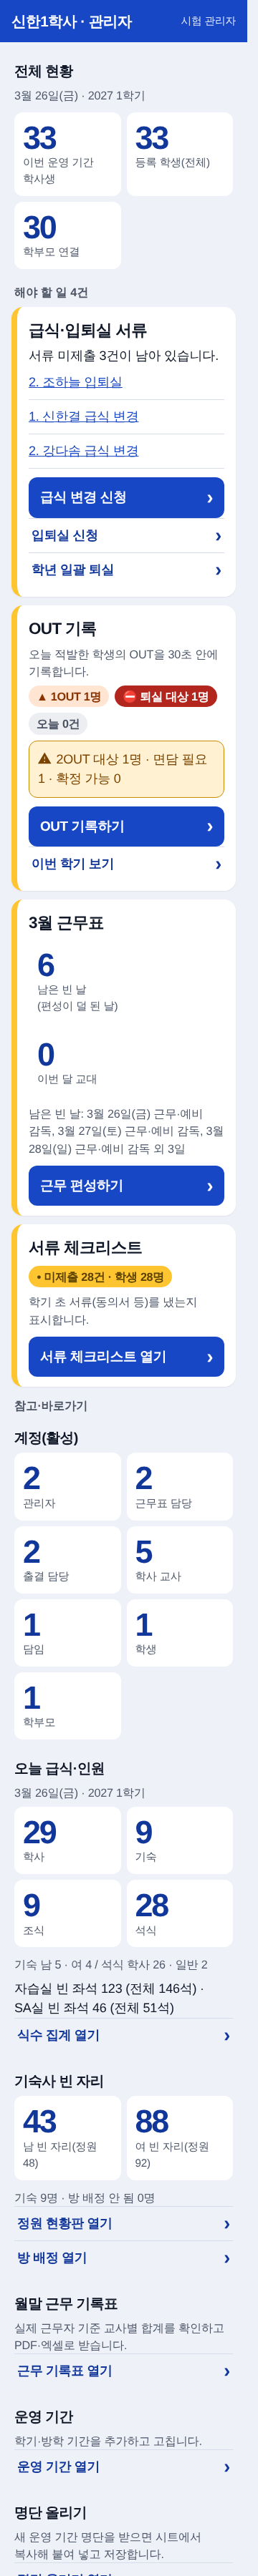 신한1학사 · 관리자
시험 관리자
전체 현황
3월 26일(금) · 2027 1학기
33
이번 운영 기간
학사생
33
등록 학생(전체)
30
학부모 연결
해야 할 일 4건
급식·입퇴실 서류
서류 미제출 3건이 남아 있습니다.
2. 조하늘 입퇴실
1. 신한결 급식 변경
2. 강다솜 급식 변경
급식 변경 신청 ›
입퇴실 신청 ›
학년 일괄 퇴실 ›
OUT 기록
오늘 적발한 학생의 OUT을 30초 안에
기록합니다.
▲ 1OUT 1명
⛔ 퇴실 대상 1명
오늘 0건
⚠ 2OUT 대상 1명 · 면담 필요
1 · 확정 가능 0
OUT 기록하기 ›
이번 학기 보기 ›
3월 근무표
6
남은 빈 날
(편성이 덜 된 날)
0
이번 달 교대
남은 빈 날: 3월 26일(금) 근무·예비
감독, 3월 27일(토) 근무·예비 감독, 3월
28일(일) 근무·예비 감독 외 3일
근무 편성하기 ›
서류 체크리스트
• 미제출 28건 · 학생 28명
학기 초 서류(동의서 등)를 냈는지
표시합니다.
서류 체크리스트 열기 ›
참고·바로가기
계정(활성)
2
관리자
2
근무표 담당
2
출결 담당
5
학사 교사
1
담임
1
학생
1
학부모
오늘 급식·인원
3월 26일(금) · 2027 1학기
29
학사
9
기숙
9
조식
28
석식
기숙 남 5 · 여 4 / 석식 학사 26 · 일반 2
자습실 빈 좌석 123 (전체 146석) ·
SA실 빈 좌석 46 (전체 51석)
식수 집계 열기 ›
기숙사 빈 자리
43
남 빈 자리(정원
48)
88
여 빈 자리(정원
92)
기숙 9명 · 방 배정 안 됨 0명
정원 현황판 열기 ›
방 배정 열기 ›
월말 근무 기록표
실제 근무자 기준 교사별 합계를 확인하고
PDF·엑셀로 받습니다.
근무 기록표 열기 ›
운영 기간
학기·방학 기간을 추가하고 고칩니다.
운영 기간 열기 ›
명단 올리기
새 운영 기간 명단을 받으면 시트에서
복사해 붙여 넣고 저장합니다.